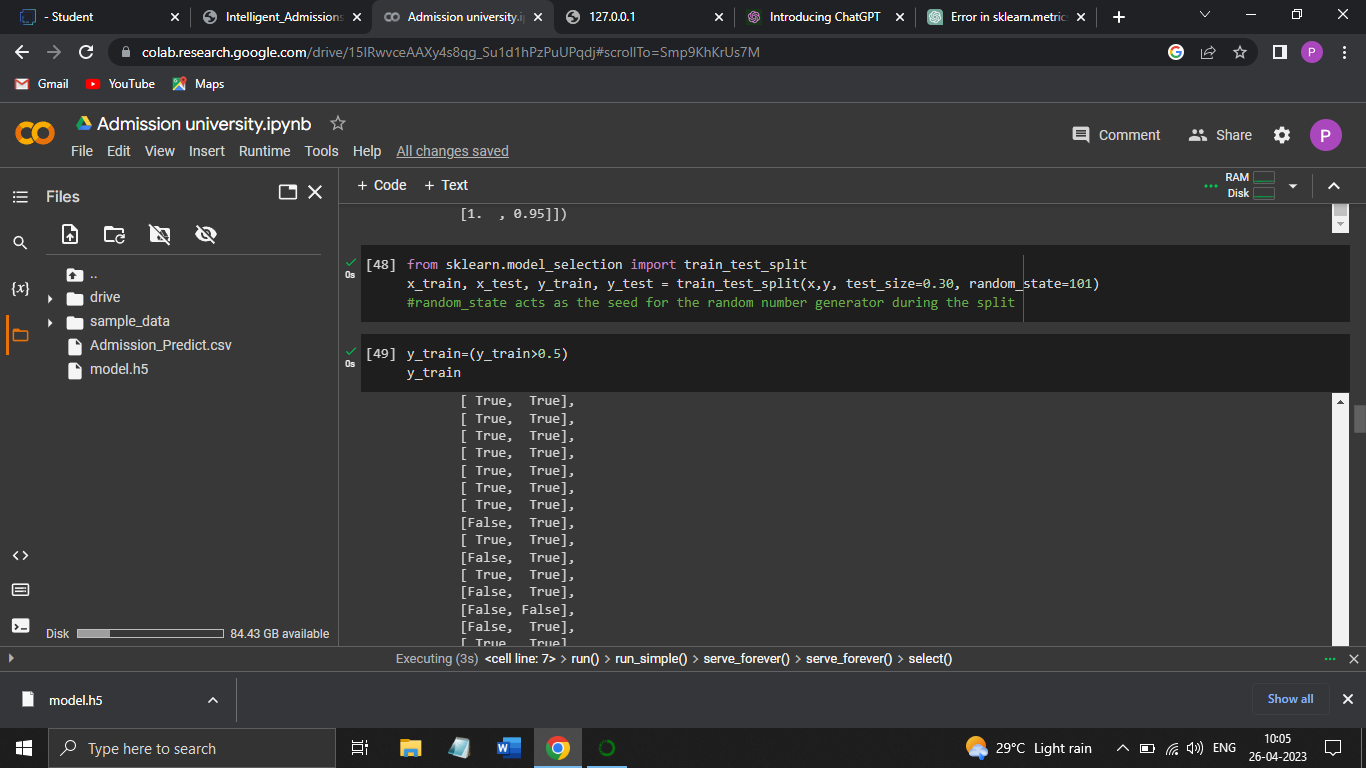 - Student
Intelligent_Admissions
Admission university.i
127.0.0.1
Introducing ChatGPT
Error in sklearn.metric
colab.research.google.com/drive/15IRwvceAAXy4s8qg_Su1d1hPzPuUPqdj#scrollTo=Smp9KhKrUs7M
P
Gmail
YouTube
Maps
Admission university.ipynb
Comment
Share
P
File Edit View Insert Runtime Tools Help All changes saved
Files
+ Code + Text
RAM
Disk
..
drive
sample_data
Admission_Predict.csv
model.h5
{x}
Disk
84.43 GB available
[1.  , 0.95]])
0s
[48] from sklearn.model_selection import train_test_split
x_train, x_test, y_train, y_test = train_test_split(x,y, test_size=0.30, random_state=101)
#random_state acts as the seed for the random number generator during the split
0s
[49] y_train=(y_train>0.5)
y_train
[ True,  True],
[ True,  True],
[ True,  True],
[ True,  True],
[ True,  True],
[ True,  True],
[ True,  True],
[False,  True],
[ True,  True],
[False,  True],
[ True,  True],
[False,  True],
[False, False],
[False,  True],
[ True,  True],
Executing (3s) <cell line: 7> > run() > run_simple() > serve_forever() > serve_forever() > select()
model.h5
Show all
Type here to search
W
29°C Light rain
ENG
10:05
26-04-2023